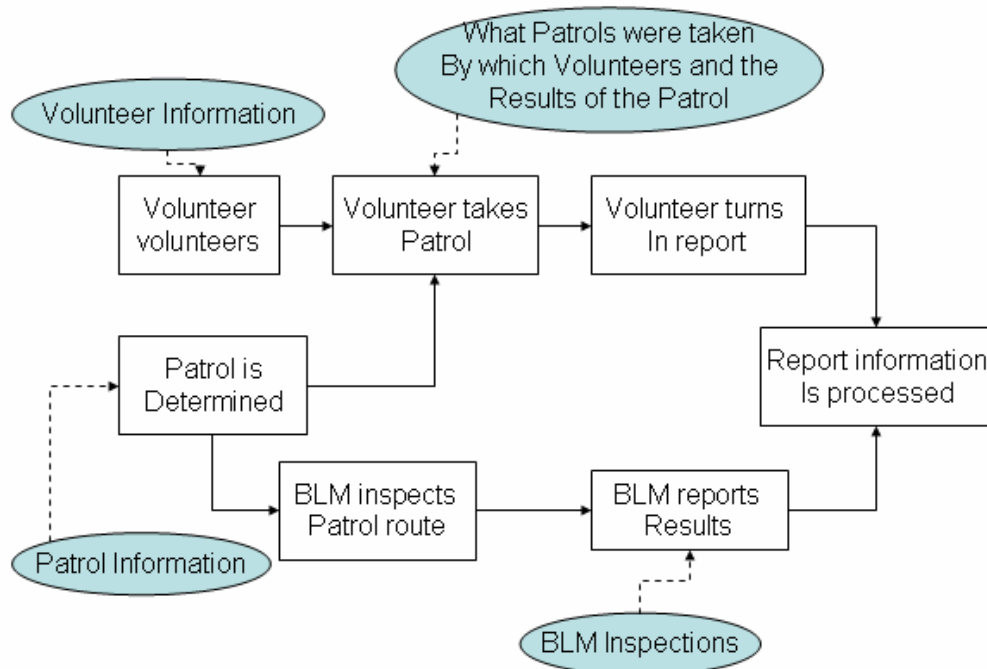 What Patrols were taken
By which Volunteers and the
Results of the Patrol
Volunteer Information
Volunteer
volunteers
Volunteer takes
Patrol
Volunteer turns
In report
Patrol is
Determined
Report information
Is processed
BLM inspects
Patrol route
BLM reports
Results
Patrol Information
BLM Inspections